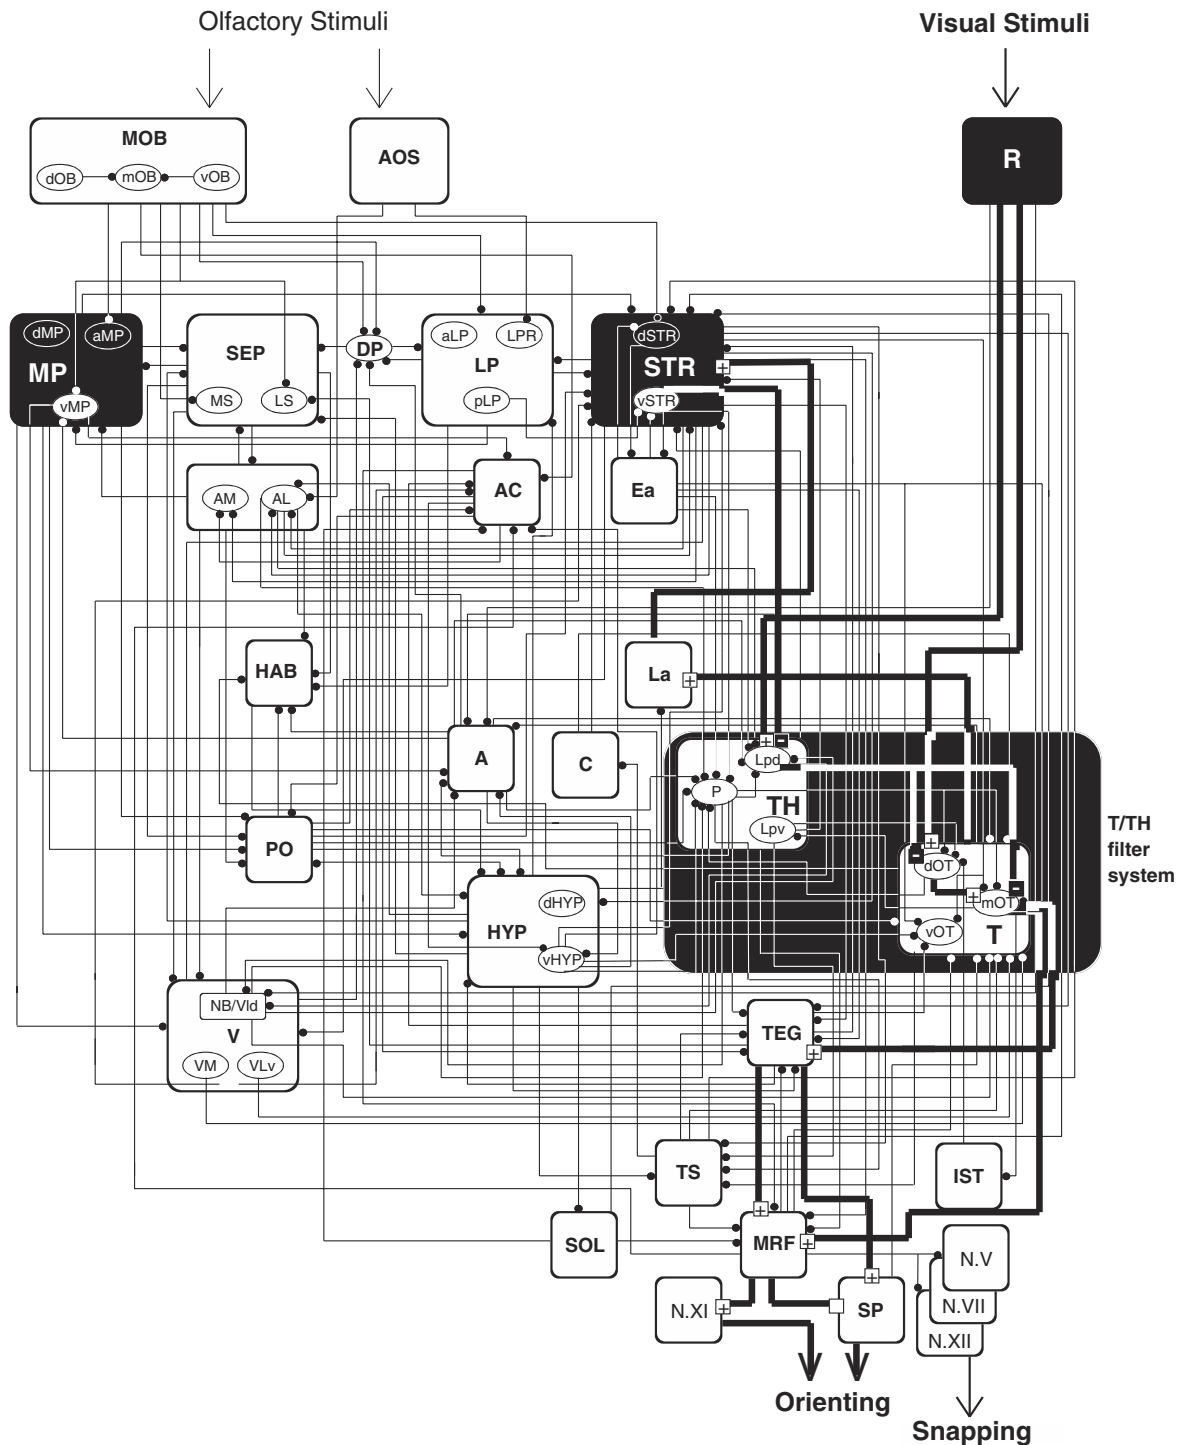 Olfactory Stimuli
Visual Stimuli
MOB
dOB
mOB
vOB
AOS
R
dMP
aMP
MP
vMP
SEP
MS
LS
DP
aLP
LPR
LP
pLP
dSTR
STR
vSTR
AM
AL
AC
Ea
HAB
La
A
C
Lpd
P
TH
Lpv
T/TH
filter
system
PO
dOT
mOT
vOT
T
dHYP
HYP
vHYP
NB/Vld
V
VM
VLv
TEG
TS
IST
SOL
MRF
N.V
N.VII
N.XII
N.XI
SP
Orienting
Snapping